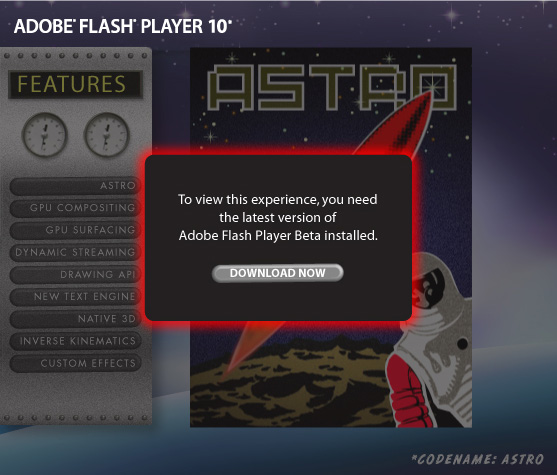 ADOBE® FLASH® PLAYER 10*
FEATURES
ASTRO
GPU COMPOSITING
GPU SURFACING
DYNAMIC STREAMING
DRAWING API
NEW TEXT ENGINE
NATIVE 3D
INVERSE KINEMATICS
CUSTOM EFFECTS
ASTRO
To view this experience, you need
the latest version of
Adobe Flash Player Beta installed.
DOWNLOAD NOW
*CODENAME: ASTRO